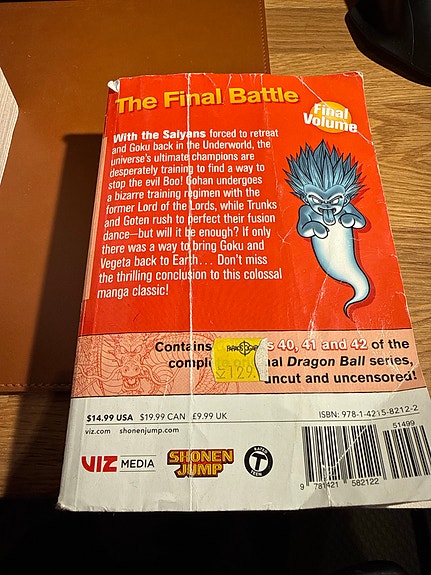 The Final Battle
Final
Volume
With the Saiyans forced to retreat
and Goku back in the Underworld, the
universe's ultimate champions are
desperately training to find a way to
stop the evil Boo! Gohan undergoes
a bizarre training regimen with the
former Lord of the Lords, while Trunks
and Goten rush to perfect their fusion
dance—but will it be enough? If only
there was a way to bring Goku and
Vegeta back to Earth... Don't miss
the thrilling conclusion to this colossal
manga classic!
Contains s 40, 41 and 42 of the
comple nal Dragon Ball series,
uncut and uncensored!
$14.99 USA $19.99 CAN £9.99 UK
ISBN: 978-1-4215-8212-2
viz.com shonenjump.com
51499
VIZ MEDIA
SHONEN
JUMP
RATED
T
TEEN
9 781421 582122